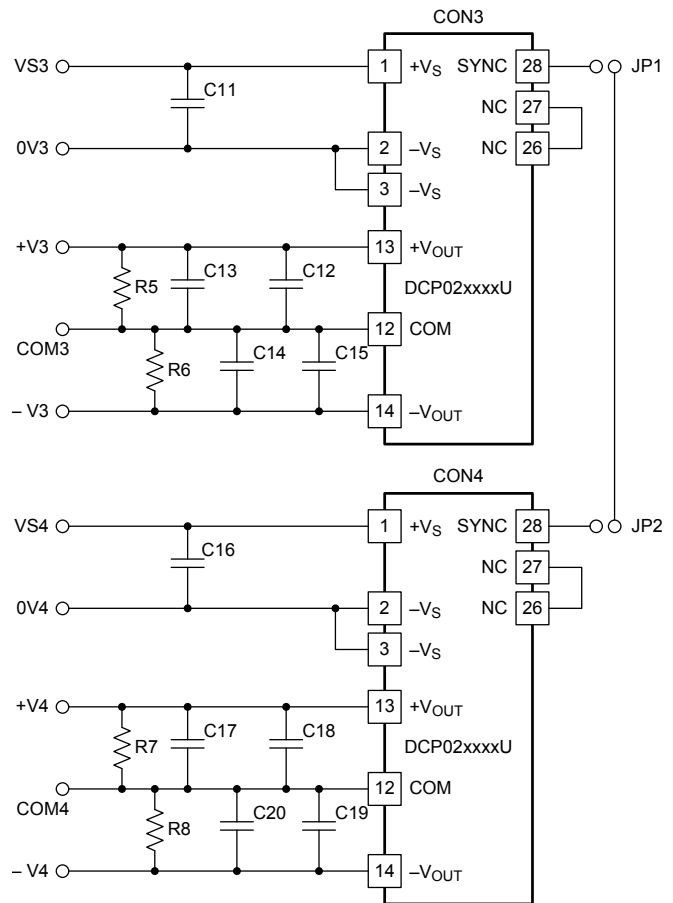 CON3
VS3
C11
1
+VS
SYNC
28
JP1
NC
27
0V3
2
–VS
NC
26
3
–VS
+V3
13
+VOUT
R5
C13
C12
DCP02xxxxU
COM3
12
COM
R6
C14
C15
– V3
14
–VOUT
CON4
VS4
C16
1
+VS
SYNC
28
JP2
NC
27
0V4
2
–VS
NC
26
3
–VS
+V4
13
+VOUT
R7
C17
C18
DCP02xxxxU
COM4
12
COM
R8
C20
C19
– V4
14
–VOUT